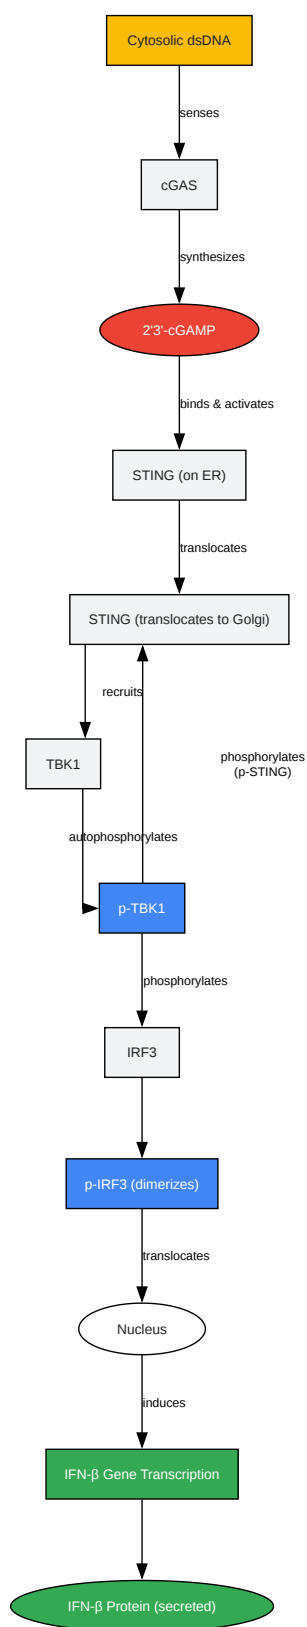 Cytosolic dsDNA
senses
cGAS
synthesizes
2'3'-cGAMP
binds & activates
STING (on ER)
translocates
STING (translocates to Golgi)
recruits
TBK1
phosphorylates
(p-STING)
autophosphorylates
p-TBK1
phosphorylates
IRF3
p-IRF3 (dimerizes)
translocates
Nucleus
induces
IFN-β Gene Transcription
IFN-β Protein (secreted)